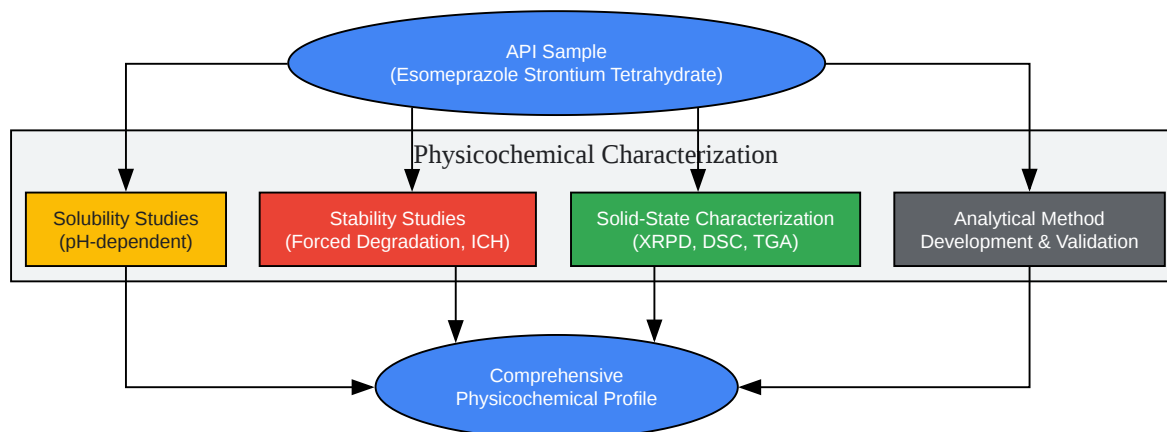 API Sample
(Esomeprazole Strontium Tetrahydrate)
Physicochemical Characterization
Solubility Studies
(pH-dependent)
Stability Studies
(Forced Degradation, ICH)
Solid-State Characterization
(XRPD, DSC, TGA)
Analytical Method
Development & Validation
Comprehensive
Physicochemical Profile